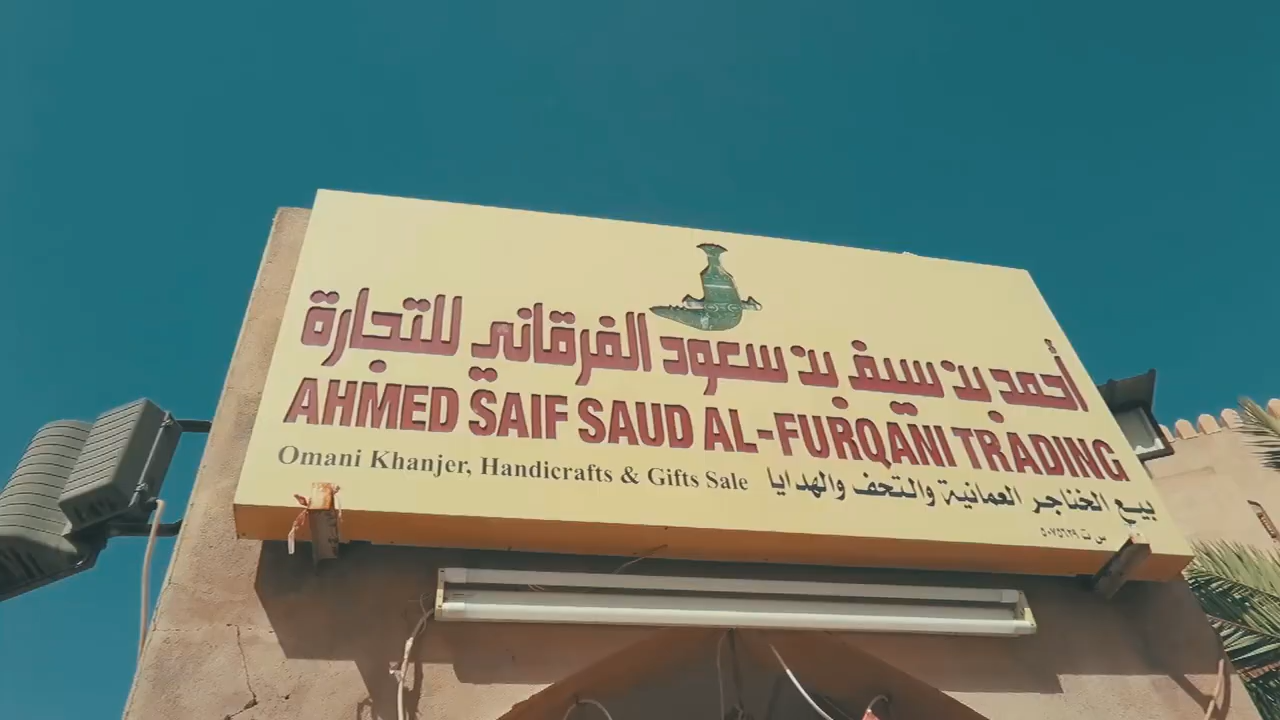 أحمد بن سيف بن سعود الفرقاني للتجارة
AHMED SAIF SAUD AL-FURQANI TRADING
Omani Khanjer, Handicrafts & Gifts Sale بيع الخناجر العمانية والتحف والهدايا
س ت ٥٠٧٥٦٢٩